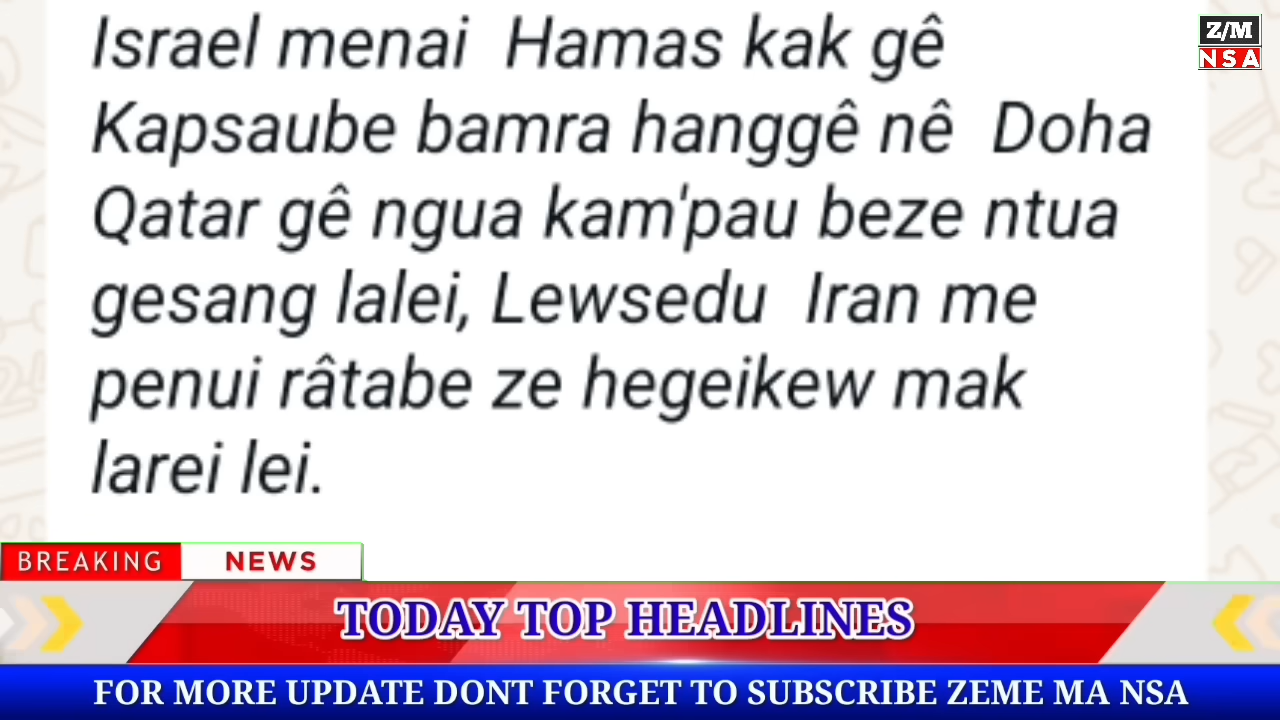 Israel menai Hamas kak gê
Z/M
NSA
Kapsaube bamra hanggê nê Doha
Qatar gê ngua kam'pau beze ntua
gesang lalei, Lewsedu Iran me
penui râtabe ze hegeikew mak
larei lei.
BREAKING NEWS
TODAY TOP HEADLINES
FOR MORE UPDATE DONT FORGET TO SUBSCRIBE ZEME MA NSA